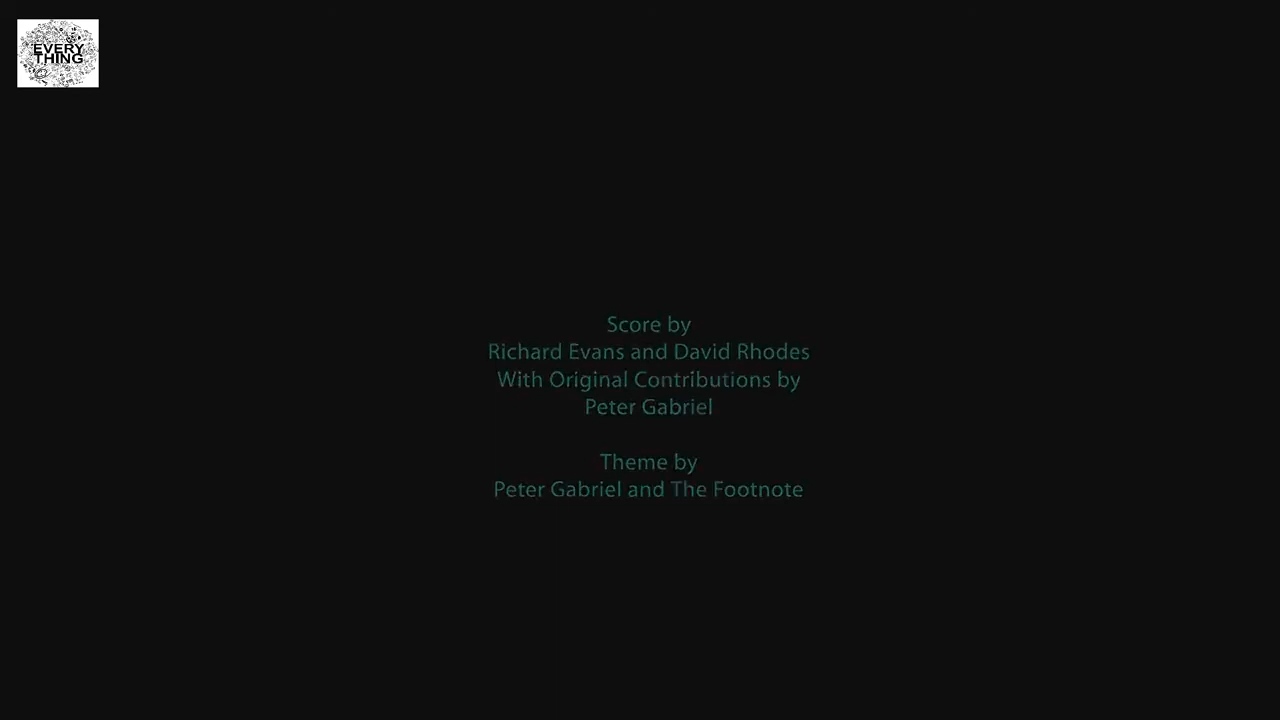 EVERY
THING
Score by
Richard Evans and David Rhodes
With Original Contributions by
Peter Gabriel
Theme by
Peter Gabriel and The Footnote